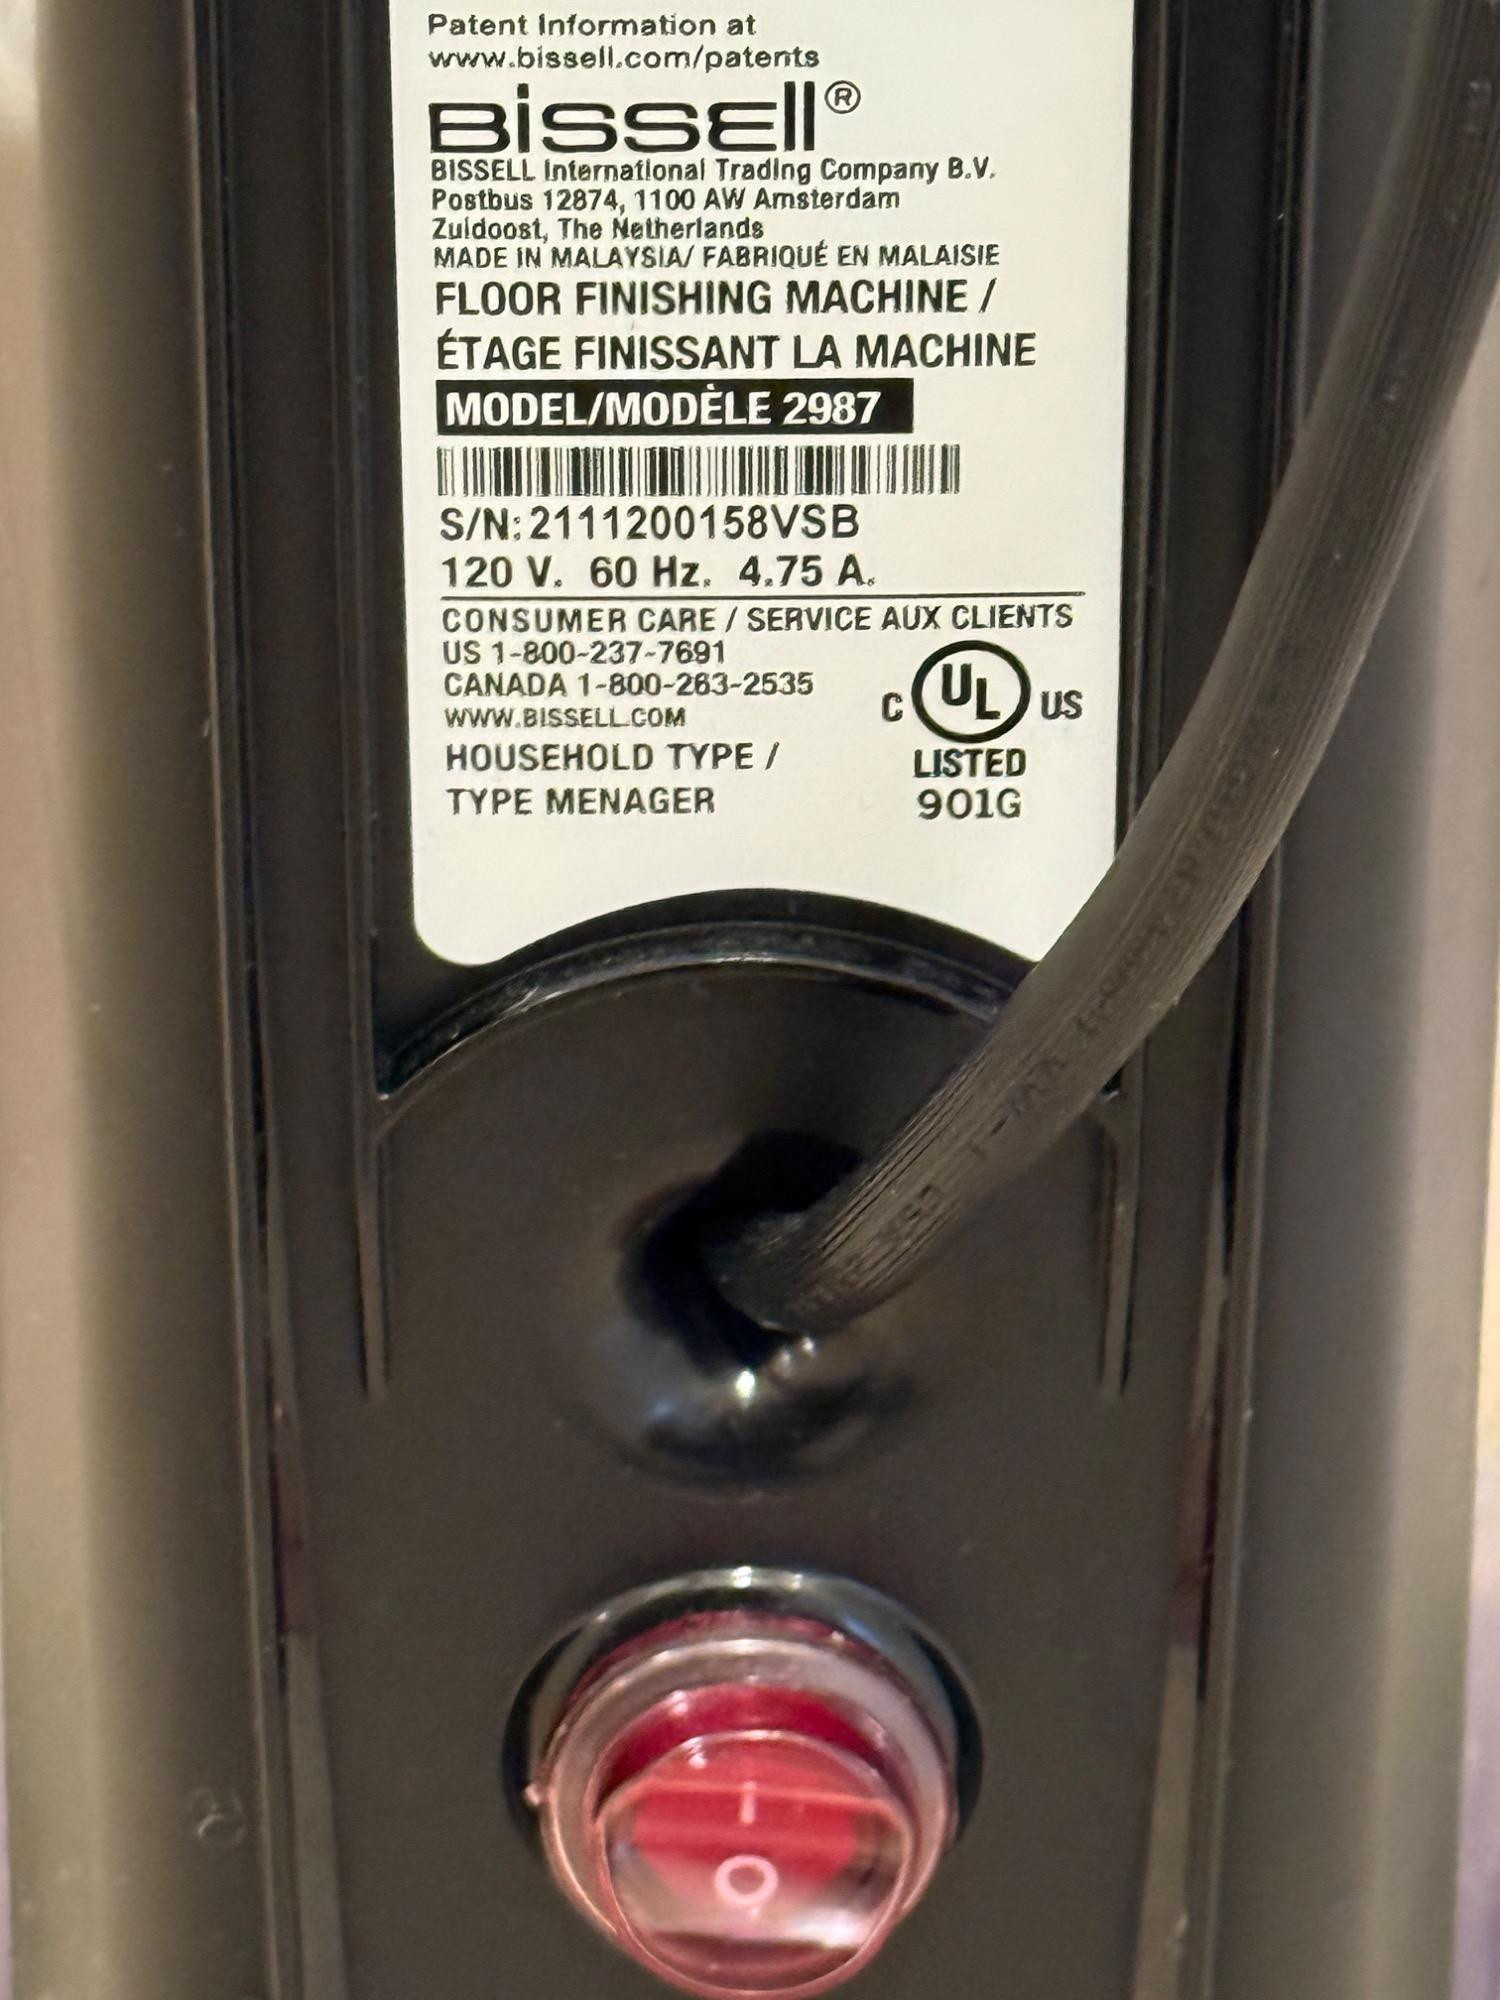 Patent Information at
www.bissell.com/patents
BISSELL®
BISSELL International Trading Company B.V.
Postbus 12874, 1100 AW Amsterdam
Zuidoost, The Netherlands
MADE IN MALAYSIA/ FABRIQUÉ EN MALAISIE
FLOOR FINISHING MACHINE /
ÉTAGE FINISSANT LA MACHINE
MODEL/MODÈLE 2987
S/N: 2111200158VSB
120 V. 60 Hz. 4.75 A.
CONSUMER CARE / SERVICE AUX CLIENTS
US 1-800-237-7691
CANADA 1-800-263-2535
WWW.BISSELL.COM
HOUSEHOLD TYPE /
TYPE MENAGER
C UL US
LISTED
901G
I
O